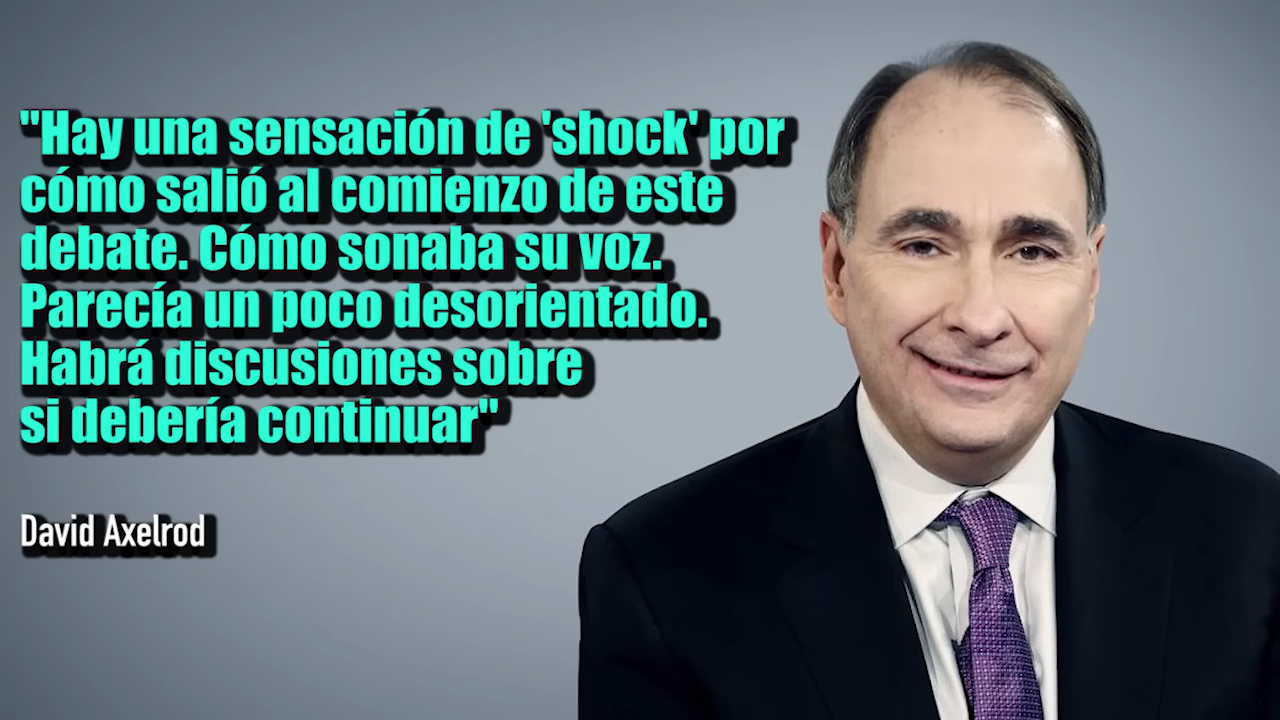 "Hay una sensación de 'shock' por
cómo salió al comienzo de este
debate. Cómo sonaba su voz.
Parecía un poco desorientado.
Habrá discusiones sobre
si debería continuar"
David Axelrod